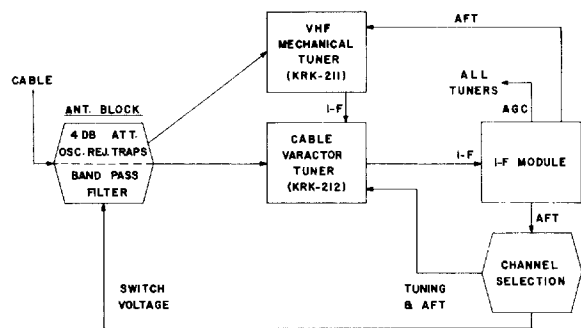 AFT
VHF
MECHANICAL
TUNER
(KRK-211)
CABLE
ALL
TUNERS
AGC
ANT. BLOCK
I-F
4 DB ATT.
OSC. REJ. TRAPS
BAND PASS
FILTER
CABLE
VARACTOR
TUNER
(KRK-212)
I-F
I-F MODULE
AFT
CHANNEL
SELECTION
SWITCH
VOLTAGE
TUNING
& AFT